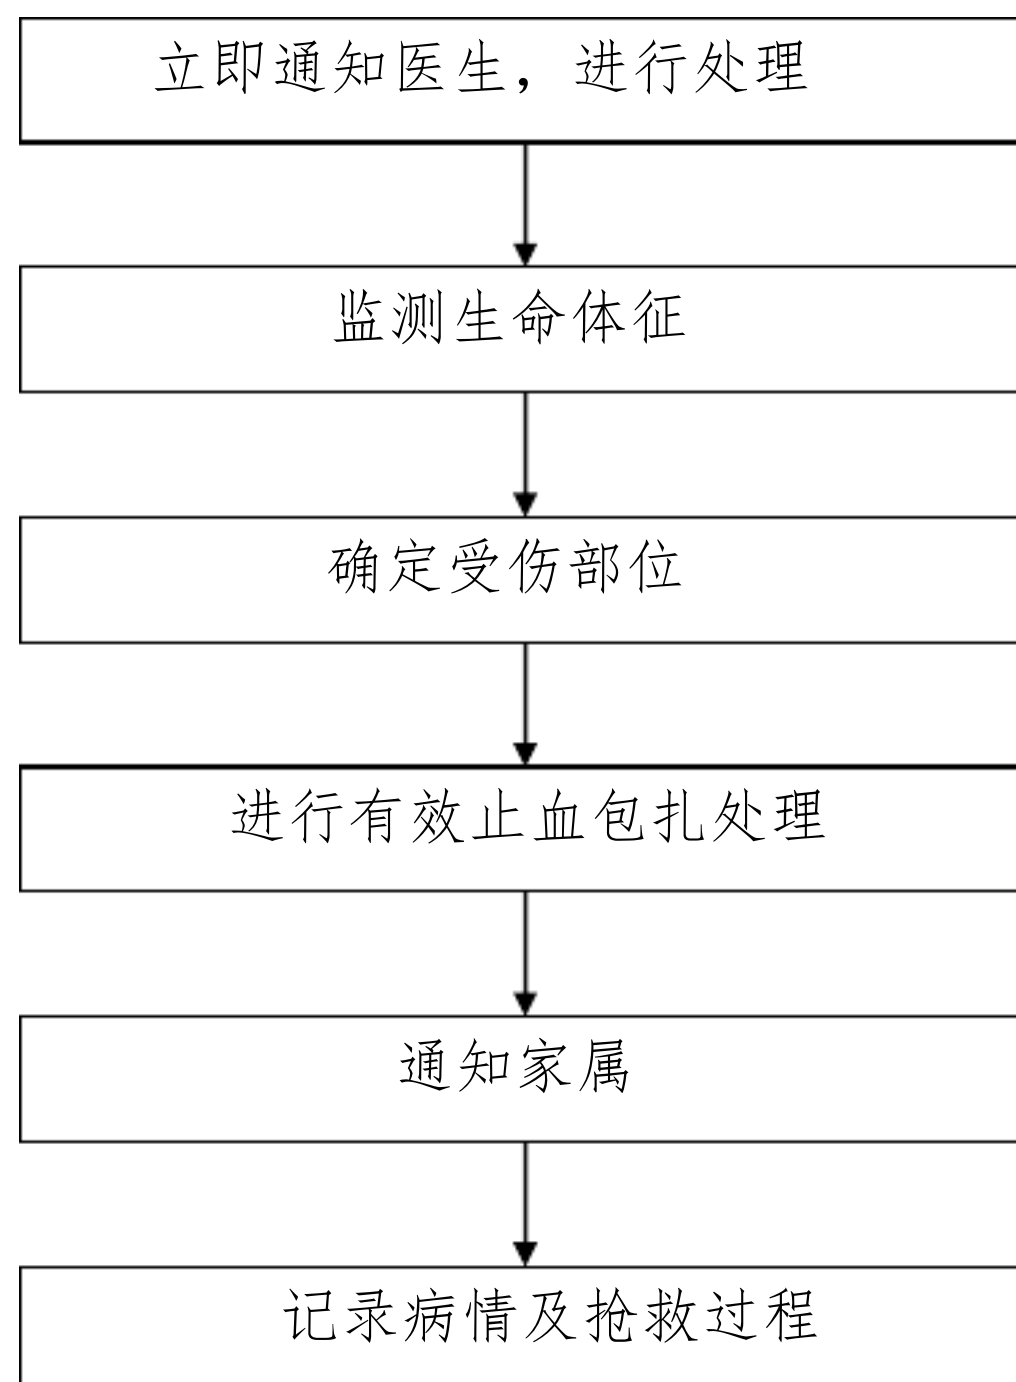 立即通知医生，进行处理
监测生命体征
确定受伤部位
进行有效止血包扎处理
通知家属
记录病情及抢救过程